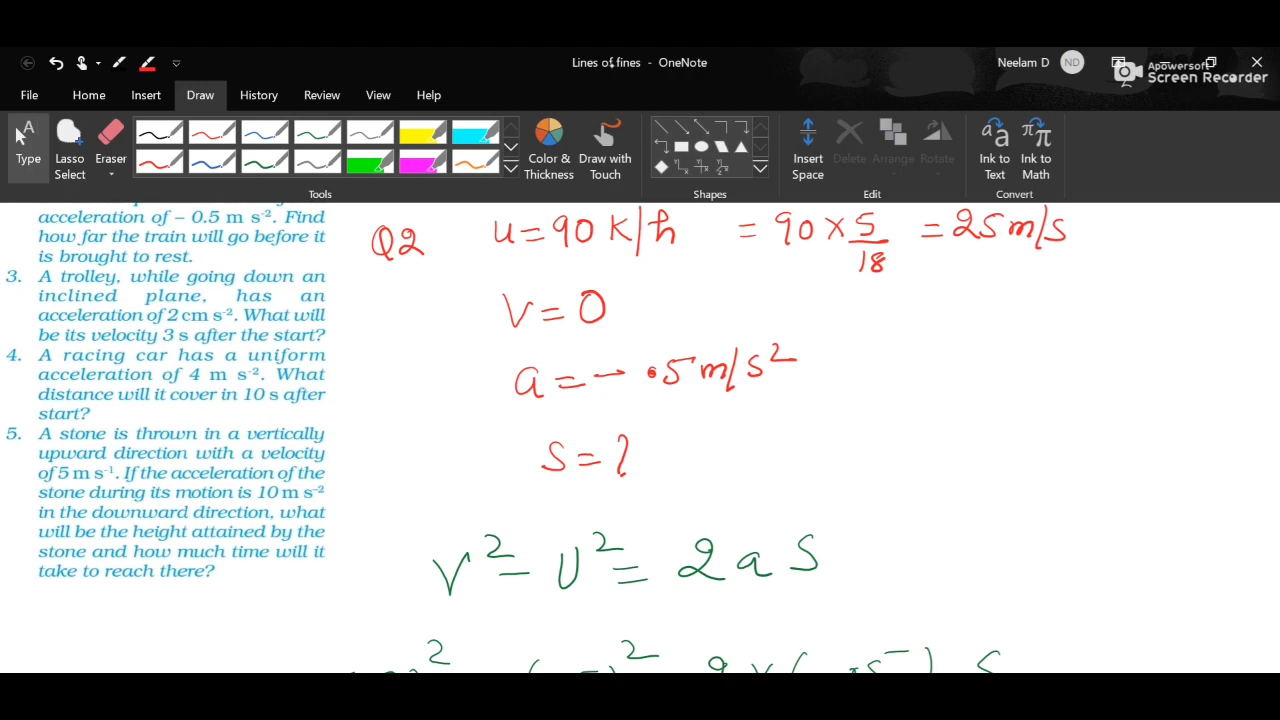 Lines of fines - OneNote
Neelam D
ND
Apowersoft
Screen Recorder
File Home Insert Draw History Review View Help
Type
Lasso Select
Eraser
Color & Thickness
Draw with Touch
Insert Space
Delete
Arrange
Rotate
Ink to Text
Ink to Math
Tools
Shapes
Edit
Convert
acceleration of – 0.5 m s⁻². Find
how far the train will go before it
is brought to rest.
3. A trolley, while going down an
inclined plane, has an
acceleration of 2 cm s⁻². What will
be its velocity 3 s after the start?
4. A racing car has a uniform
acceleration of 4 m s⁻². What
distance will it cover in 10 s after
start?
5. A stone is thrown in a vertically
upward direction with a velocity
of 5 m s⁻¹. If the acceleration of the
stone during its motion is 10 m s⁻²
in the downward direction, what
will be the height attained by the
stone and how much time will it
take to reach there?
Q2 u = 90 K/h = 90 × 5/18 = 25 m/s
v = 0
a = - .5 m/s²
s = ?
v² - u² = 2 a s